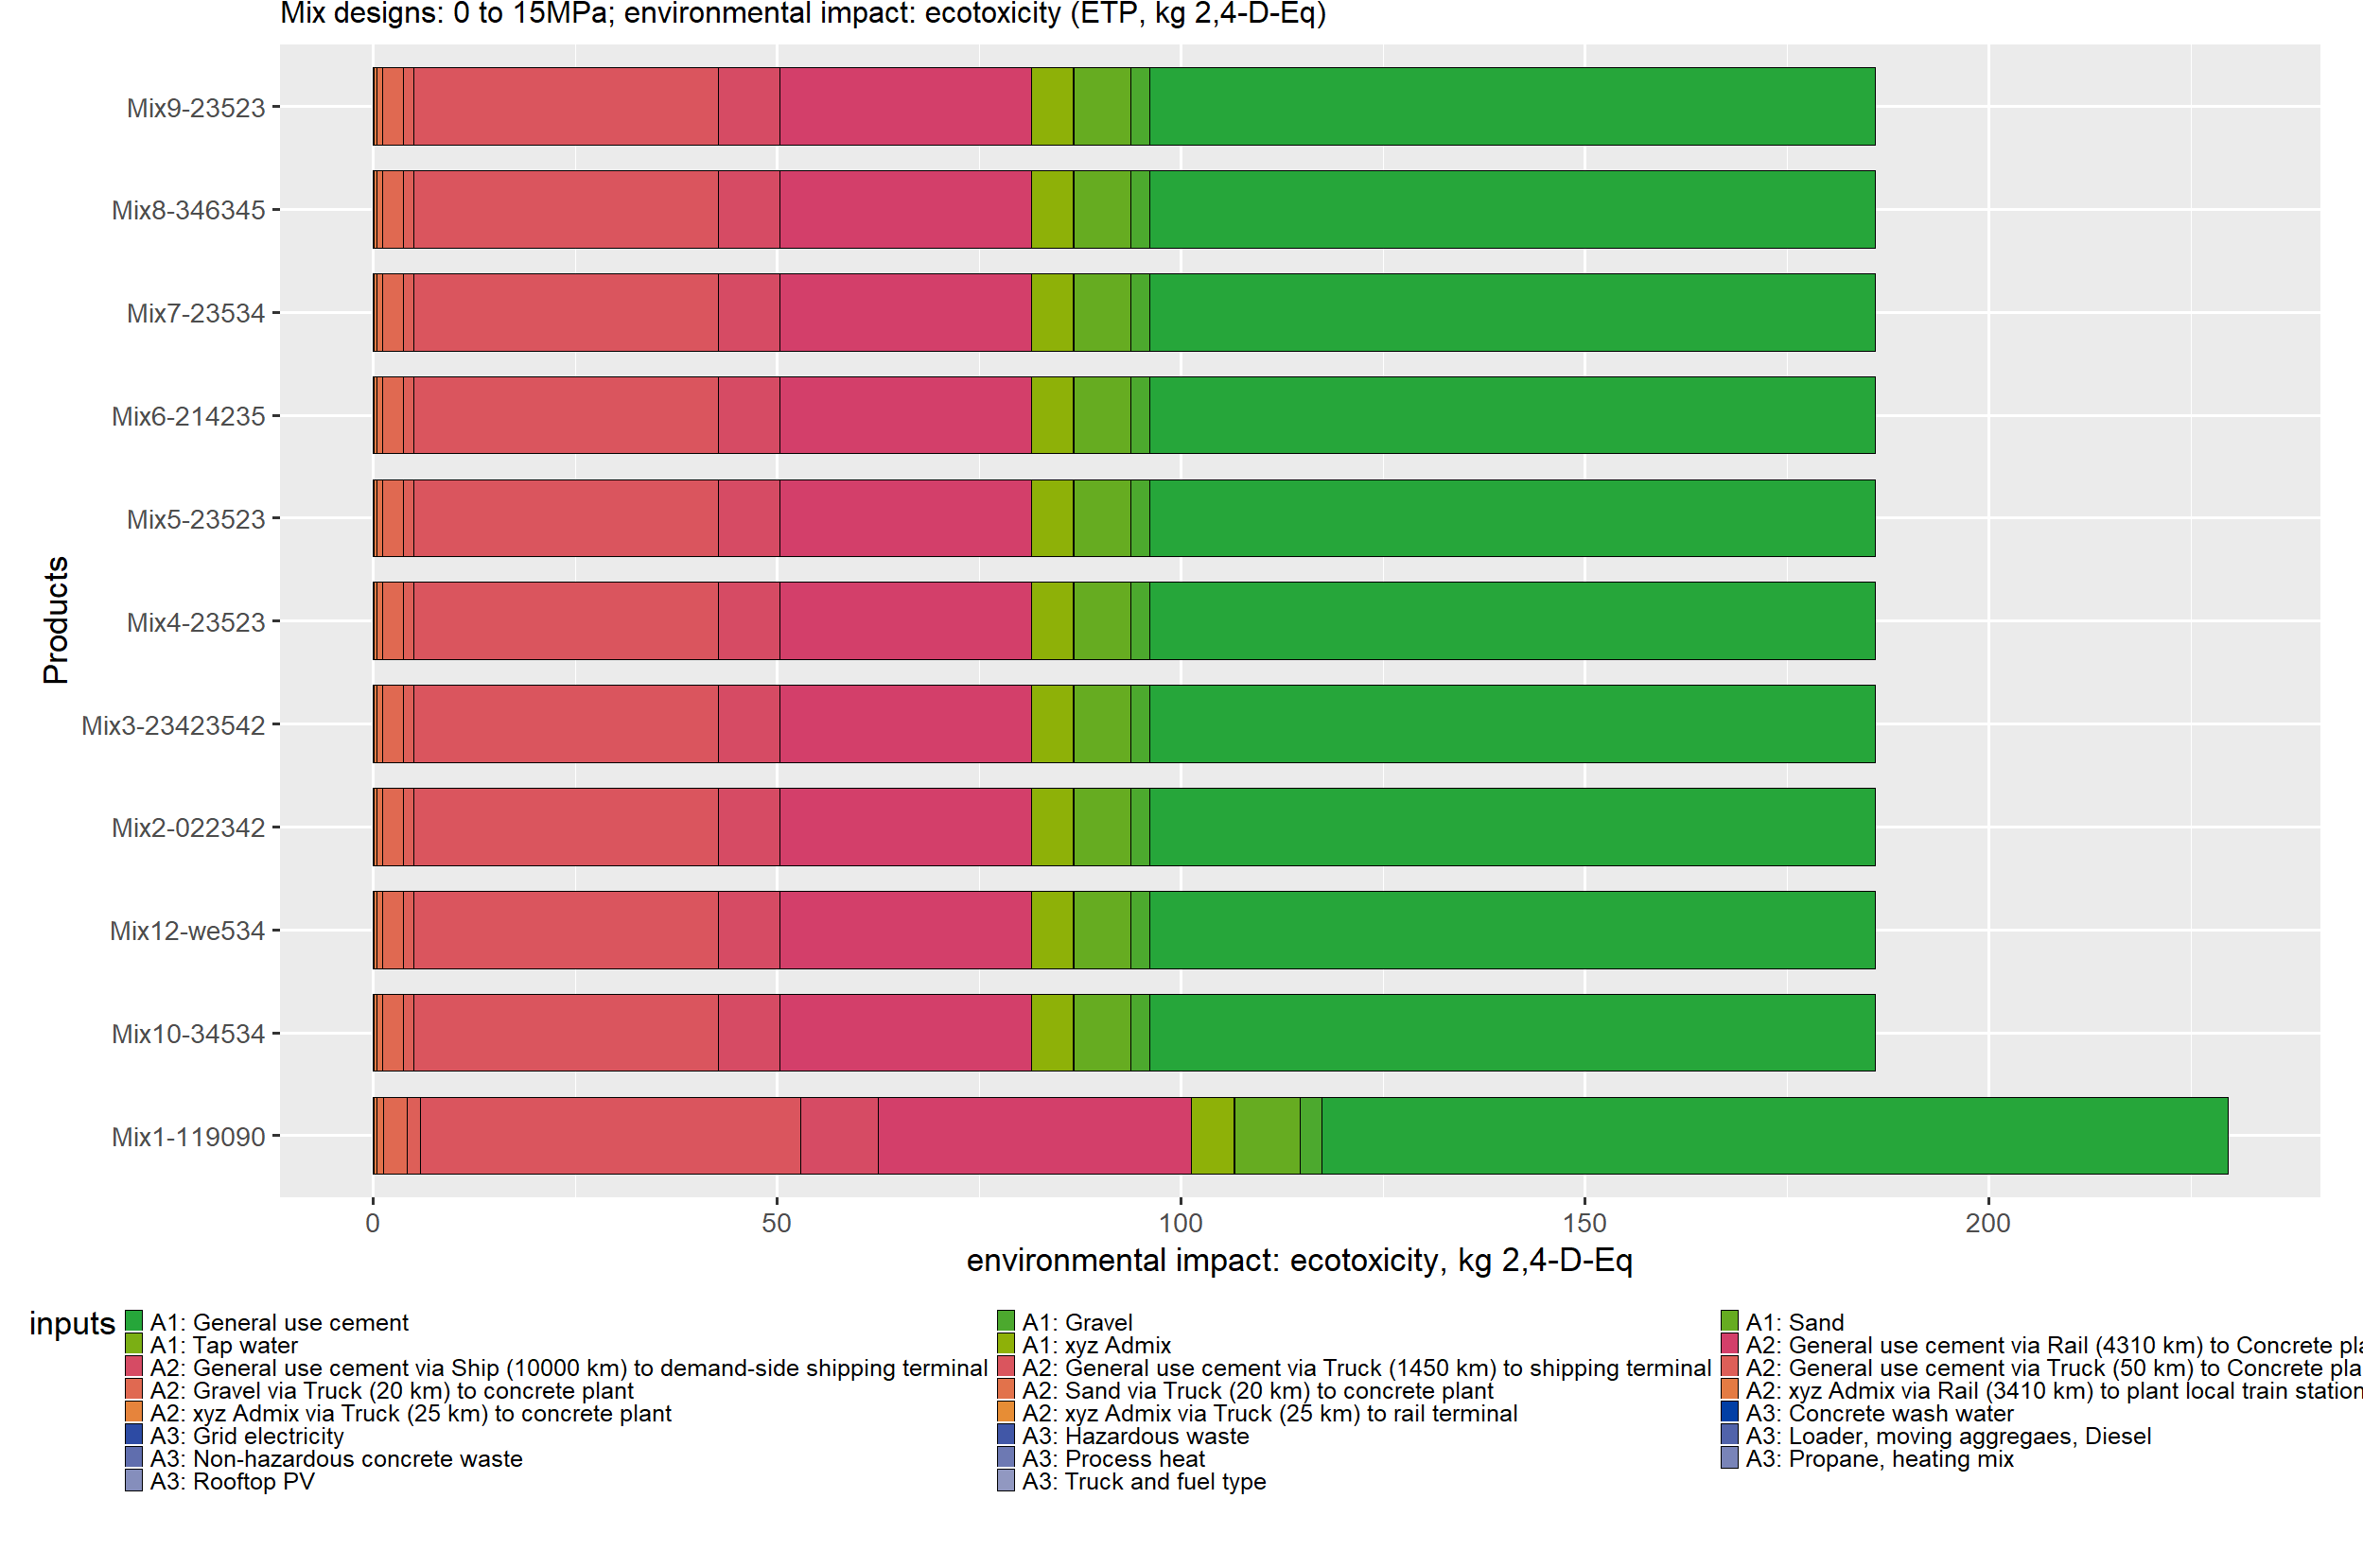 Mix designs: 0 to 15MPa; environmental impact: ecotoxicity (ETP, kg 2,4-D-Eq)
Products
Mix9-23523
Mix8-346345
Mix7-23534
Mix6-214235
Mix5-23523
Mix4-23523
Mix3-23423542
Mix2-022342
Mix12-we534
Mix10-34534
Mix1-119090
0 50 100 150 200
environmental impact: ecotoxicity, kg 2,4-D-Eq
inputs
A1: General use cement A1: Gravel A1: Sand
A1: Tap water A1: xyz Admix A2: General use cement via Rail (4310 km) to Concrete pla
A2: General use cement via Ship (10000 km) to demand-side shipping terminal A2: General use cement via Truck (1450 km) to shipping terminal A2: General use cement via Truck (50 km) to Concrete pla
A2: Gravel via Truck (20 km) to concrete plant A2: Sand via Truck (20 km) to concrete plant A2: xyz Admix via Rail (3410 km) to plant local train station
A2: xyz Admix via Truck (25 km) to concrete plant A2: xyz Admix via Truck (25 km) to rail terminal A3: Concrete wash water
A3: Grid electricity A3: Hazardous waste A3: Loader, moving aggregaes, Diesel
A3: Non-hazardous concrete waste A3: Process heat A3: Propane, heating mix
A3: Rooftop PV A3: Truck and fuel type